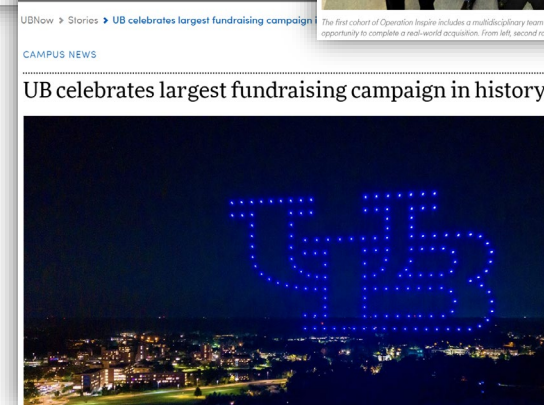 The first cohort of Operation Inspire includes a multidisciplinary team
opportunity to complete a real-world acquisition. From left, second ro
UBNow > Stories > UB celebrates largest fundraising campaign i
CAMPUS NEWS
UB celebrates largest fundraising campaign in history
UB